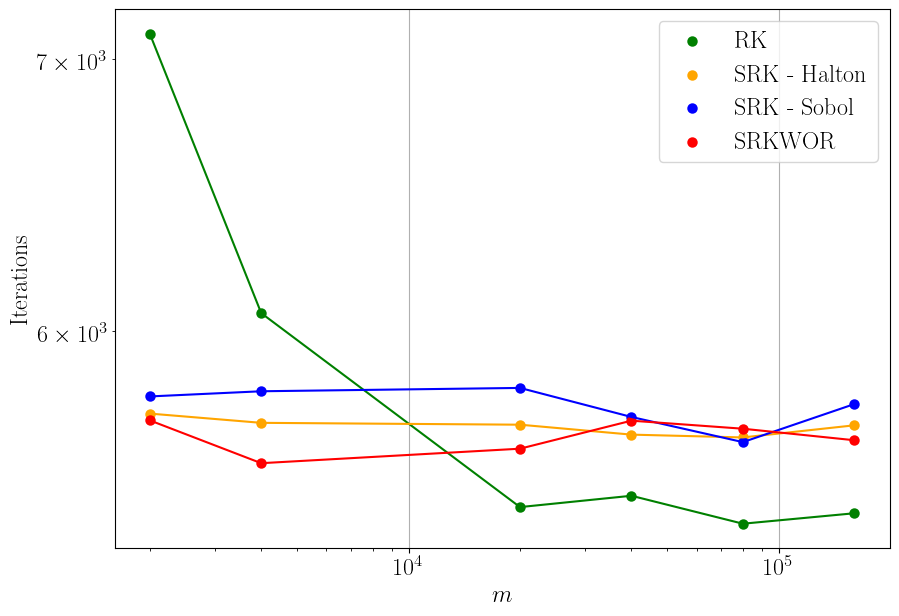 7 × 10³
6 × 10³
Iterations
RK
SRK - Halton
SRK - Sobol
SRKWOR
10⁴
10⁵
m